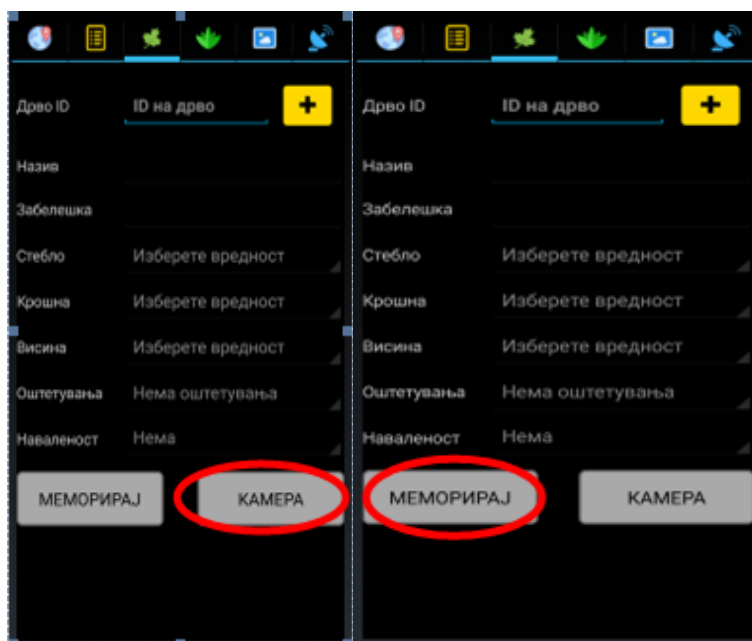 Дрво ID ID на дрво
Назив
Забелешка
Стебло Изберете вредност
Крошна Изберете вредност
Висина Изберете вредност
Оштетувања Нема оштетувања
Наваленост Нема
МЕМОРИРАЈ КАМЕРА
Дрво ID ID на дрво
Назив
Забелешка
Стебло Изберете вредност
Крошна Изберете вредност
Висина Изберете вредност
Оштетувања Нема оштетувања
Наваленост Нема
МЕМОРИРАЈ КАМЕРА